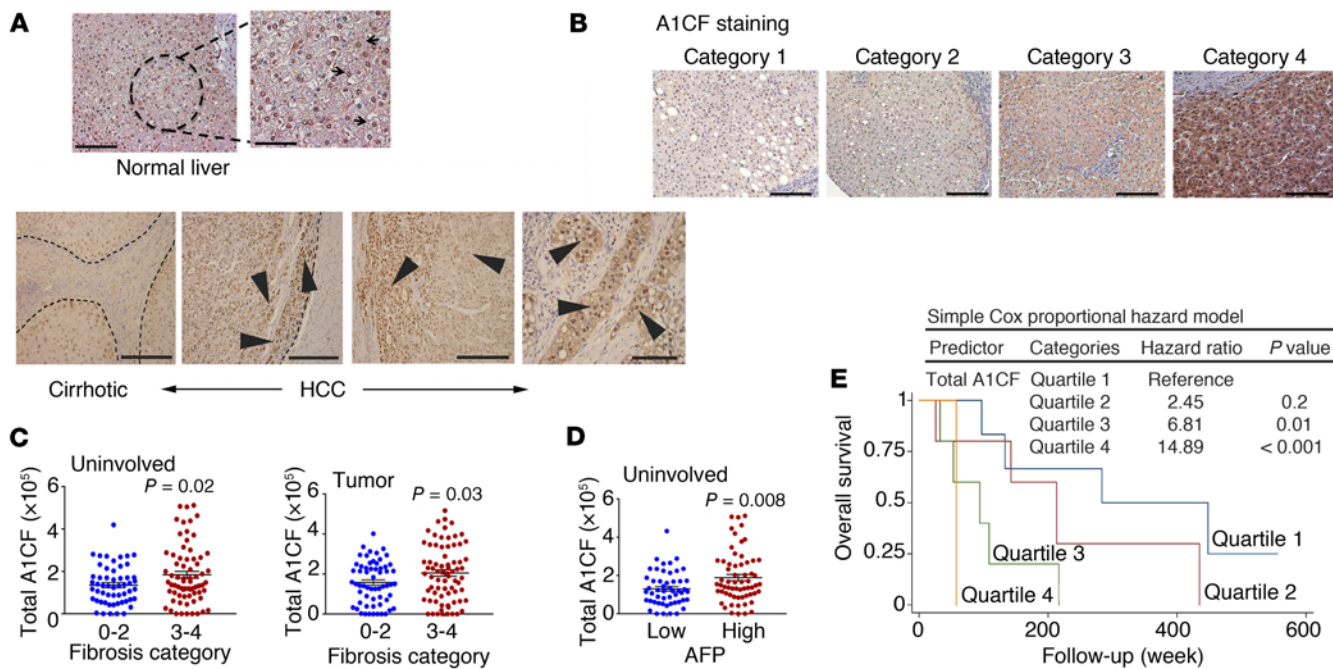 A
Normal liver
Cirrhotic
HCC
B
A1CF staining
Category 1
Category 2
Category 3
Category 4
C
Uninvolved
P = 0.02
Total A1CF (×10⁵)
6
4
2
0
0-2
3-4
Fibrosis category
Tumor
P = 0.03
Total A1CF (×10⁵)
6
4
2
0
0-2
3-4
Fibrosis category
D
Uninvolved
P = 0.008
Total A1CF (×10⁵)
6
4
2
0
Low
High
AFP
E
Simple Cox proportional hazard model
Predictor Categories Hazard ratio P value
Total A1CF Quartile 1 Reference
Quartile 2 2.45 0.2
Quartile 3 6.81 0.01
Quartile 4 14.89 < 0.001
Overall survival
1
0.75
0.5
0.25
0
Quartile 1
Quartile 3
Quartile 4
Quartile 2
0
200
400
600
Follow-up (week)